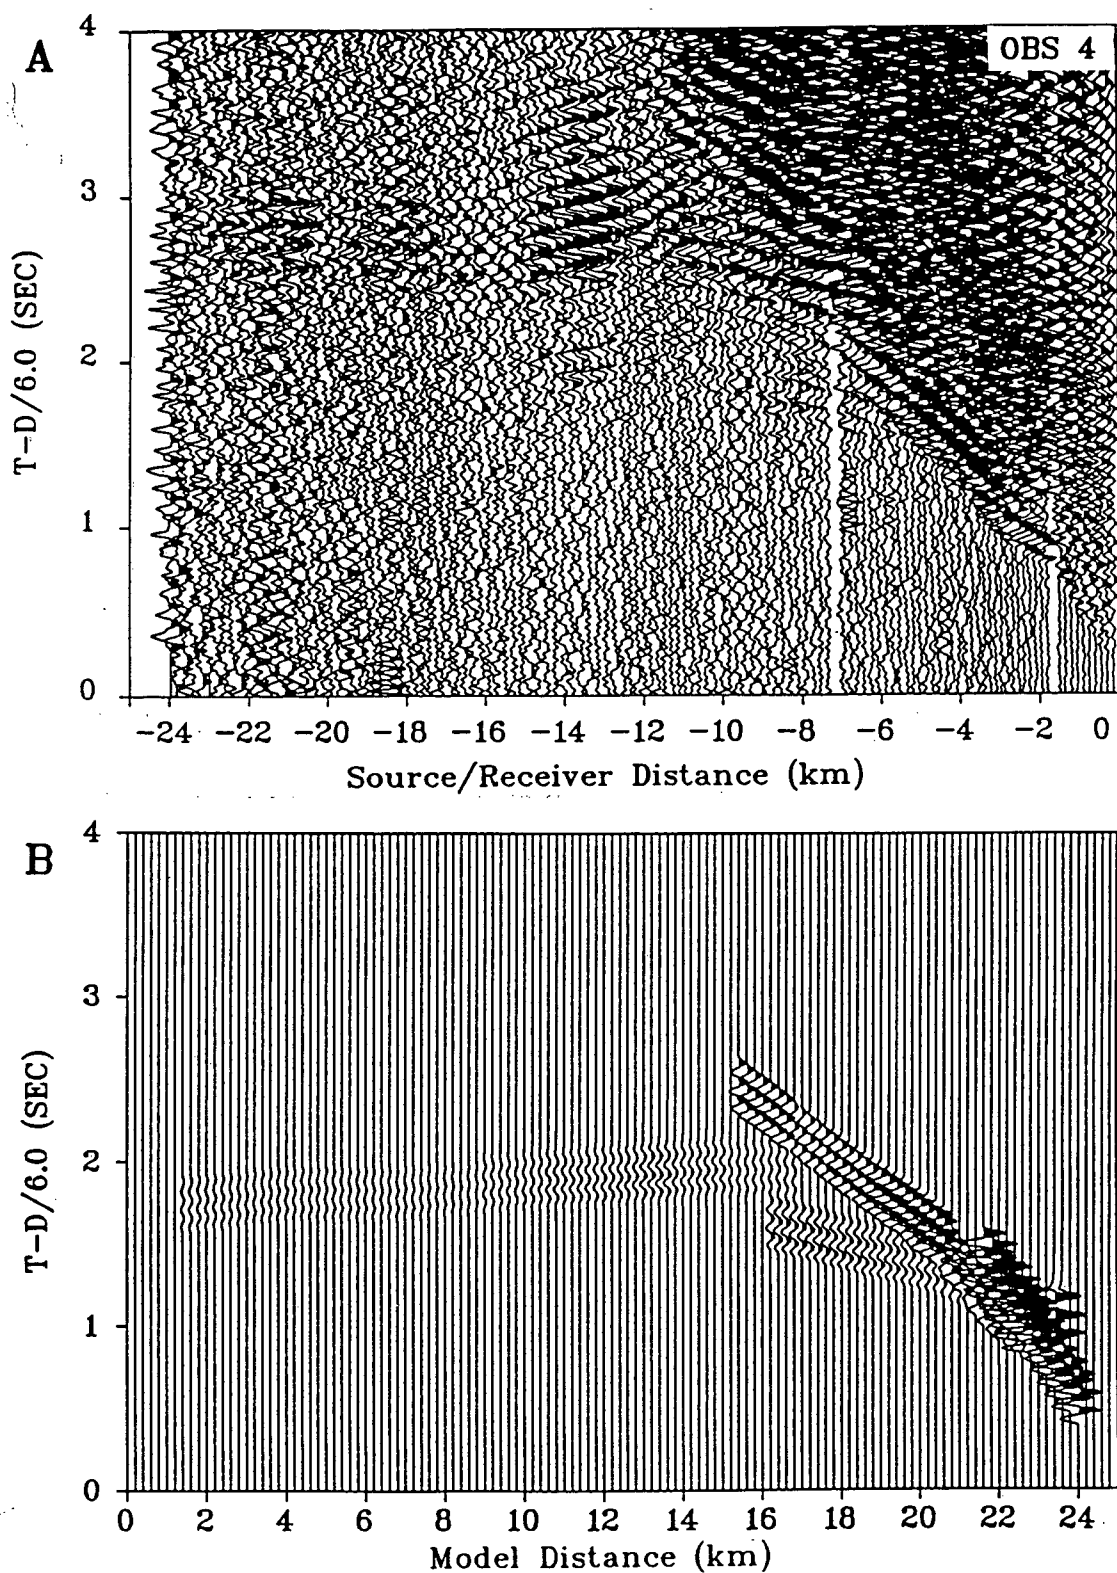 A
OBS 4
4
3
2
1
0
T-D/6.0 (SEC)
-24 -22 -20 -18 -16 -14 -12 -10 -8 -6 -4 -2 0
Source/Receiver Distance (km)
B
4
3
2
1
0
T-D/6.0 (SEC)
0 2 4 6 8 10 12 14 16 18 20 22 24
Model Distance (km)